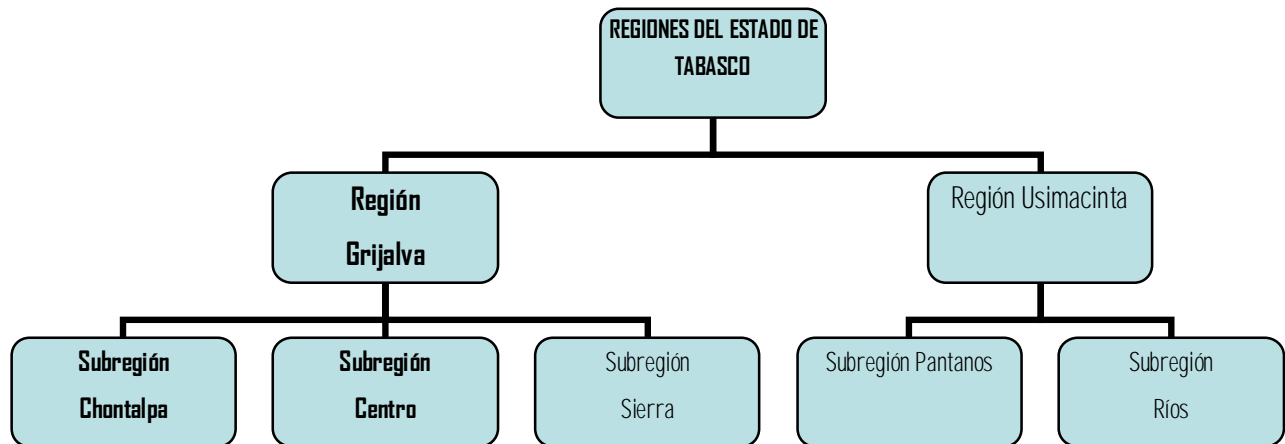 REGIONES DEL ESTADO DE
TABASCO
Región
Grijalva
Región Usimacinta
Subregión
Chontalpa
Subregión
Centro
Subregión
Sierra
Subregión Pantanos
Subregión
Ríos